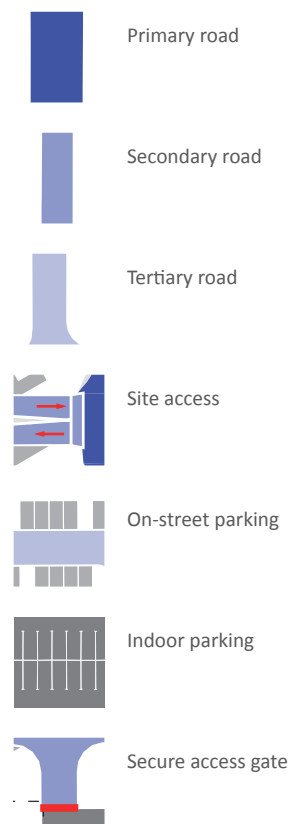 Primary road
Secondary road
Tertiary road
Site access
On-street parking
Indoor parking
Secure access gate